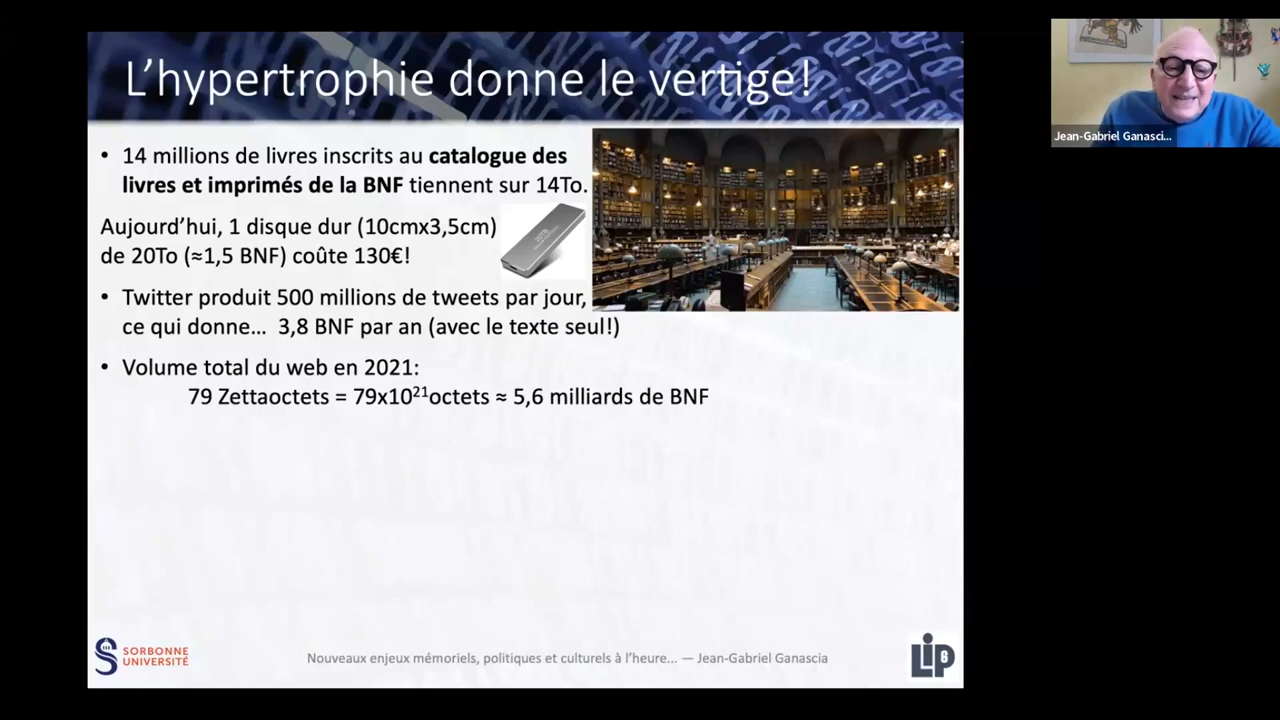 L'hypertrophie donne le vertige!
• 14 millions de livres inscrits au catalogue des
livres et imprimés de la BNF tiennent sur 14To.
Aujourd'hui, 1 disque dur (10cmx3,5cm)
de 20To (≈1,5 BNF) coûte 130€!
• Twitter produit 500 millions de tweets par jour,
ce qui donne… 3,8 BNF par an (avec le texte seul!)
• Volume total du web en 2021:
79 Zettaoctets = 79x10²¹octets ≈ 5,6 milliards de BNF
SORBONNE
UNIVERSITÉ
Nouveaux enjeux mémoriels, politiques et culturels à l'heure... — Jean-Gabriel Ganascia
LIP6
Jean-Gabriel Ganasci...